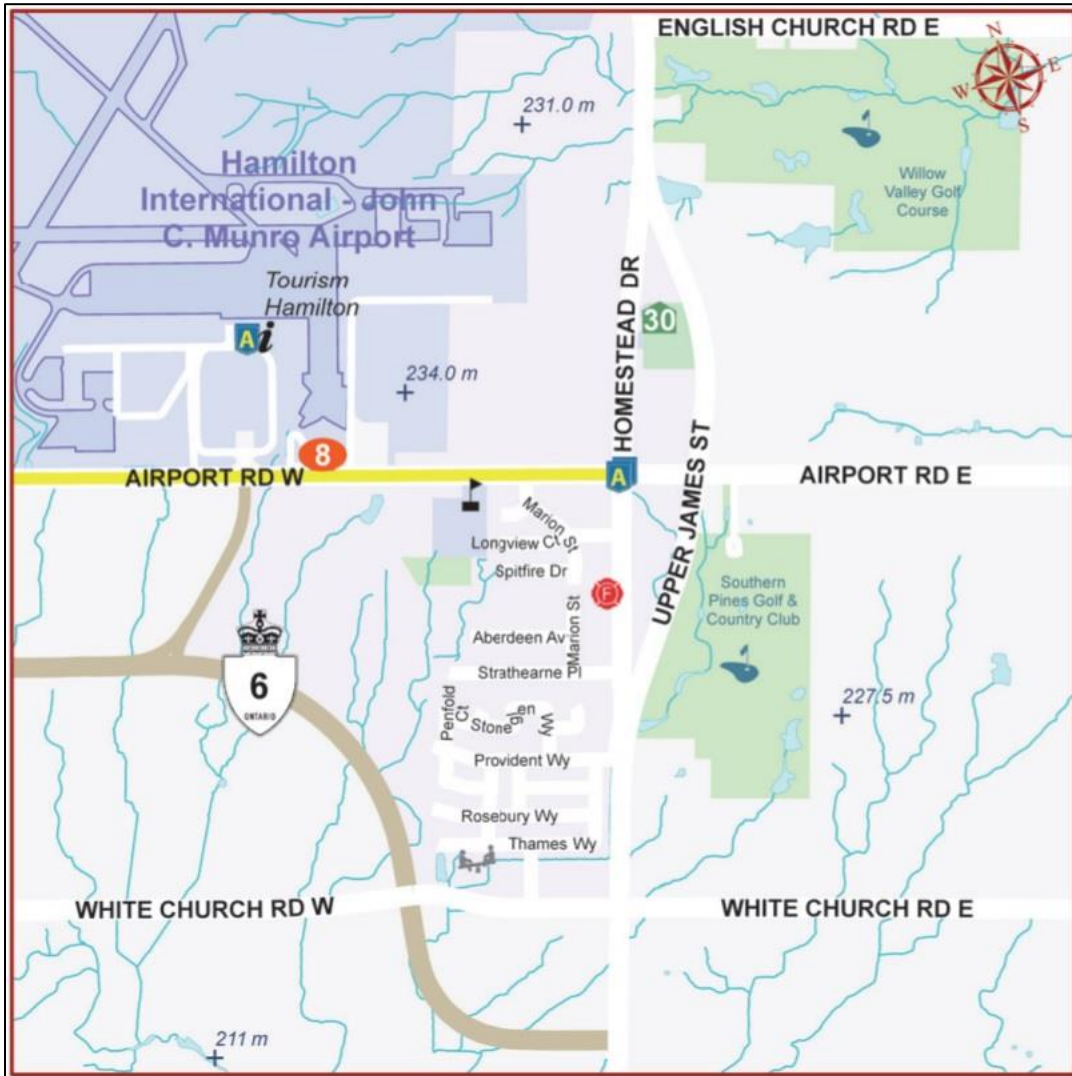 ENGLISH CHURCH RD E
N
W
E
S
231.0 m
Hamilton
International - John
C. Munro Airport
Willow
Valley Golf
Course
Tourism
Hamilton
A
i
30
HOMESTEAD DR
234.0 m
8
AIRPORT RD W
A
AIRPORT RD E
UPPER JAMES ST
Marion St
Longview Ct
Spitfire Dr
F
Southern
Pines Golf &
Country Club
Marion St
Aberdeen Av
Strathearne Pl
6
ONTARIO
Penfold
Ct
Stoneglen
Wy
227.5 m
Provident Wy
Rosebury Wy
Thames Wy
WHITE CHURCH RD W
WHITE CHURCH RD E
211 m